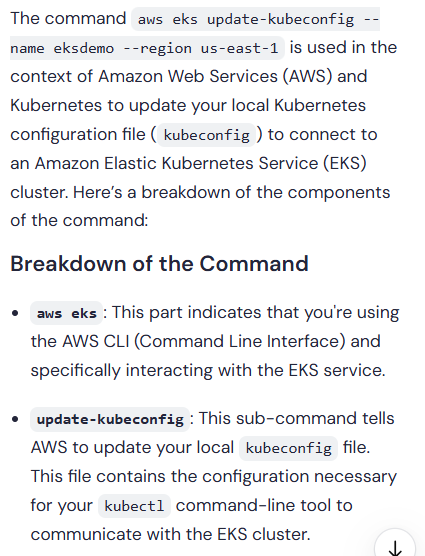 The command aws eks update-kubeconfig --
name eksdemo --region us-east-1 is used in the
context of Amazon Web Services (AWS) and
Kubernetes to update your local Kubernetes
configuration file ( kubeconfig ) to connect to
an Amazon Elastic Kubernetes Service (EKS)
cluster. Here’s a breakdown of the components
of the command:
Breakdown of the Command
• aws eks : This part indicates that you're using
the AWS CLI (Command Line Interface) and
specifically interacting with the EKS service.
• update-kubeconfig : This sub-command tells
AWS to update your local kubeconfig file.
This file contains the configuration necessary
for your kubectl command-line tool to
communicate with the EKS cluster.